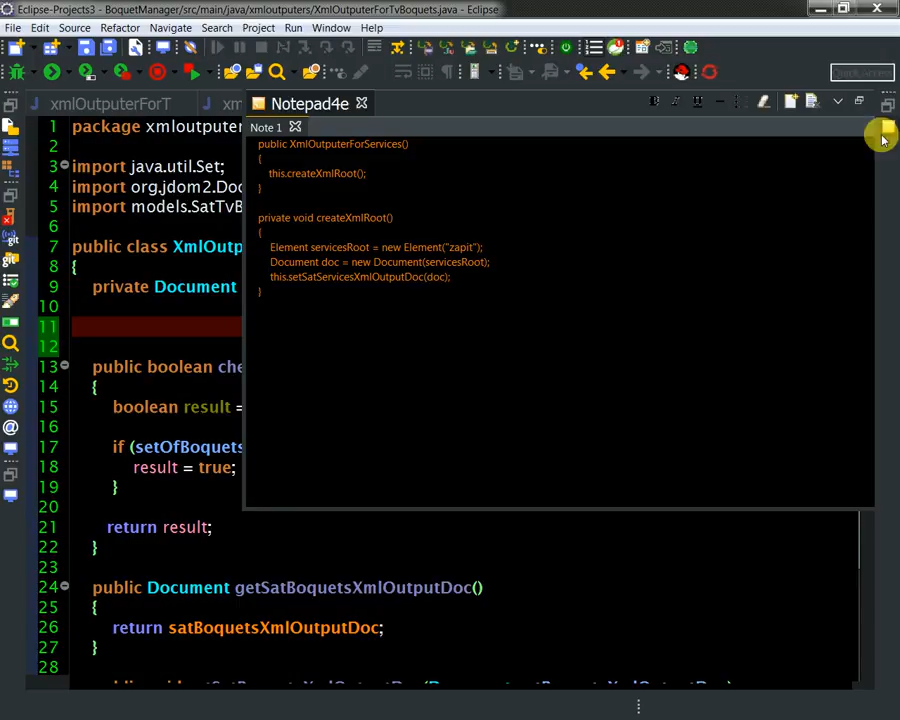 Eclipse-Projects3 - BoquetManager/src/main/java/xmloutputers/XmlOutputerForTvBoquets.java - Eclipse
File Edit Source Refactor Navigate Search Project Run Window Help
Quick Access
xmlOutputerForT
xm
Notepad4e
Note 1
1 package xmloutputer
2
3 import java.util.Set;
4 import org.jdom2.Doc
5 import models.SatTvB
6
7 public class XmlOutp
8 {
9 private Document
10
11
12
13 public boolean che
14 {
15 boolean result =
16
17 if (setOfBoquets
18 result = true;
19 }
20
21 return result;
22 }
23
24 public Document getSatBoquetsXmlOutputDoc()
25 {
26 return satBoquetsXmlOutputDoc;
27 }
28
public XmlOutputerForServices()
{
this.createXmlRoot();
}
private void createXmlRoot()
{
Element servicesRoot = new Element("zapit");
Document doc = new Document(servicesRoot);
this.setSatServicesXmlOutputDoc(doc);
}